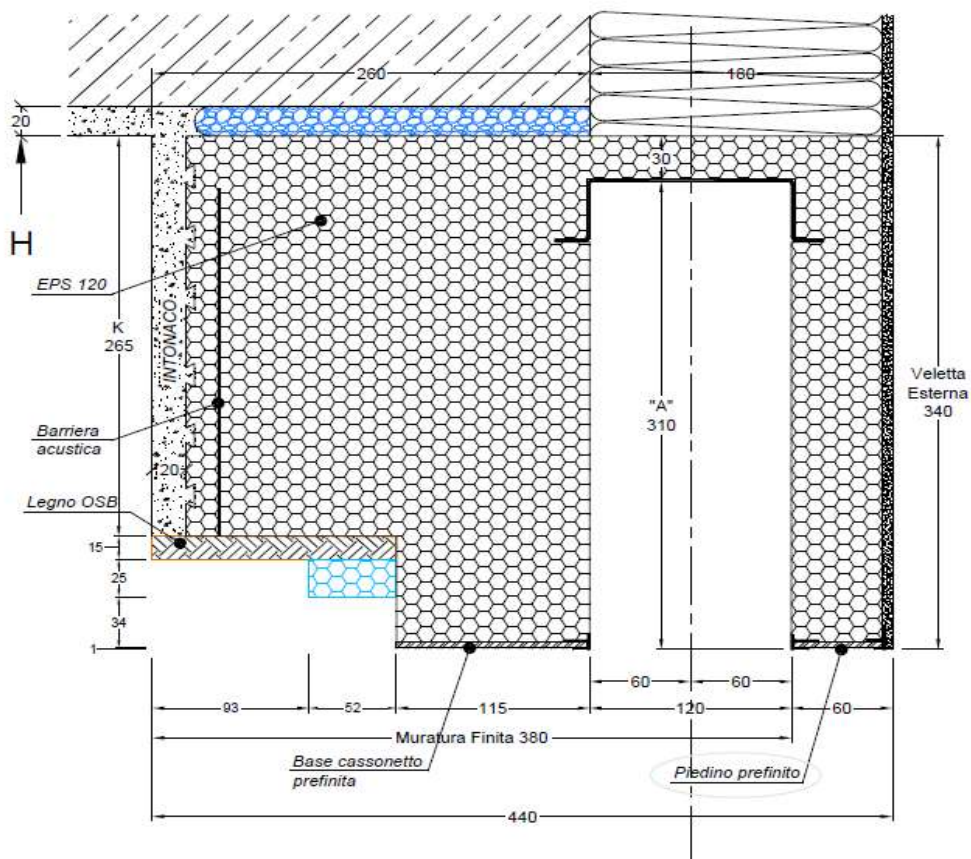 260
180
20
30
H
EPS 120
INTONACO
K
265
"A"
310
Veletta
Esterna
340
Barriera
acustica
20
Legno OSB
15
25
34
1
60
60
93
52
115
120
60
Muratura Finita 380
Base cassonetto
prefinita
Piedino prefinito
440